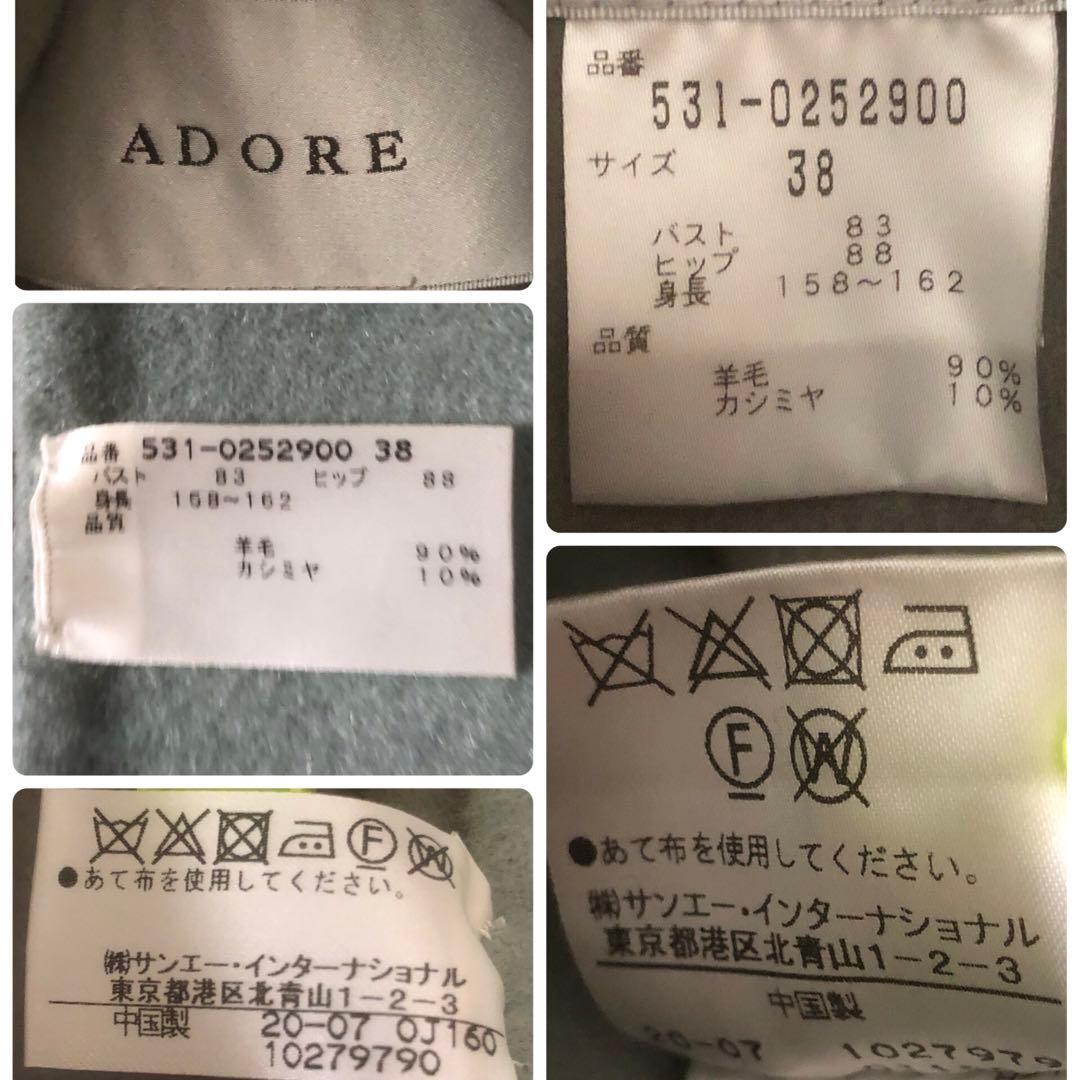 ADORE
品番
531-0252900
サイズ 38
バスト 83
ヒップ 88
身長 158～162
品質
羊毛 90%
カシミヤ 10%
品番 531-0252900 38
バスト 83 ヒップ 88
身長 158～162
品質
羊毛 90%
カシミヤ 10%
F W
●あて布を使用してください。
㈱サンエー・インターナショナル
東京都港区北青山1-2-3
中国製 20-07 0J160
10279790
F W
●あて布を使用してください。
㈱サンエー・インターナショナル
東京都港区北青山1-2-3
中国製
20-07 1027979